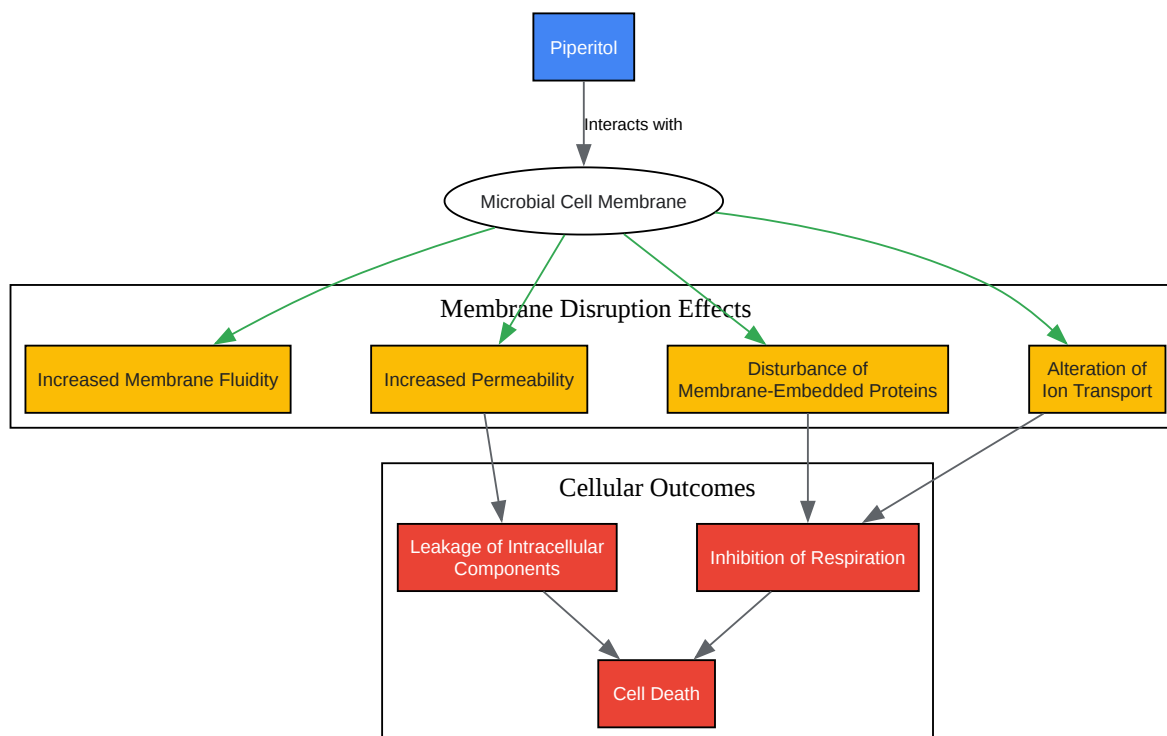 Piperitol
Interacts with
Microbial Cell Membrane
Membrane Disruption Effects
Increased Membrane Fluidity
Increased Permeability
Disturbance of
Membrane-Embedded Proteins
Alteration of
Ion Transport
Cellular Outcomes
Leakage of Intracellular
Components
Inhibition of Respiration
Cell Death